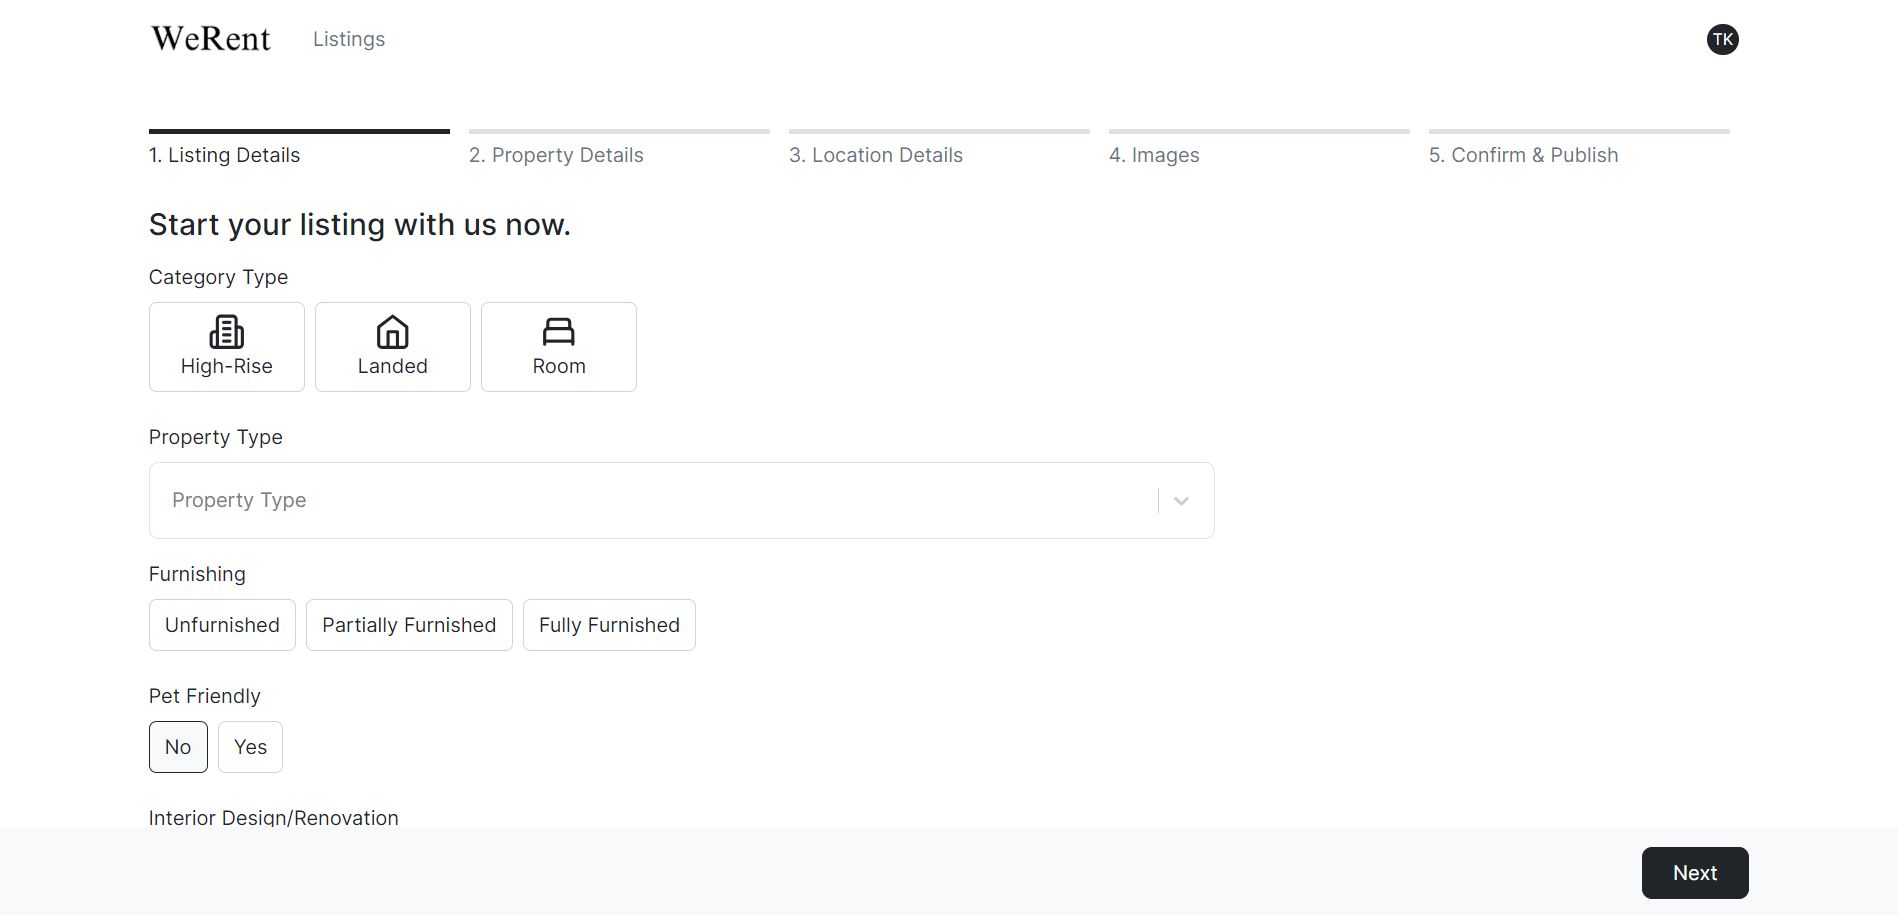 WeRent Listings TK
1. Listing Details 2. Property Details 3. Location Details 4. Images 5. Confirm & Publish
Start your listing with us now.
Category Type
High-Rise Landed Room
Property Type
Property Type
Furnishing
Unfurnished Partially Furnished Fully Furnished
Pet Friendly
No Yes
Interior Design/Renovation
Next